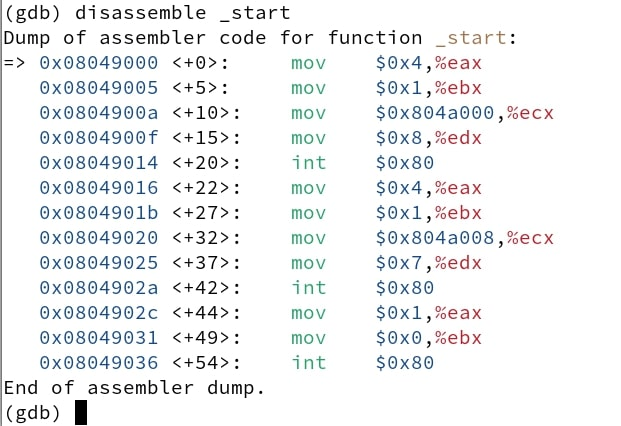 (gdb) disassemble _start
Dump of assembler code for function _start:
=> 0x08049000 <+0>:     mov    $0x4,%eax
   0x08049005 <+5>:     mov    $0x1,%ebx
   0x0804900a <+10>:    mov    $0x804a000,%ecx
   0x0804900f <+15>:    mov    $0x8,%edx
   0x08049014 <+20>:    int    $0x80
   0x08049016 <+22>:    mov    $0x4,%eax
   0x0804901b <+27>:    mov    $0x1,%ebx
   0x08049020 <+32>:    mov    $0x804a008,%ecx
   0x08049025 <+37>:    mov    $0x7,%edx
   0x0804902a <+42>:    int    $0x80
   0x0804902c <+44>:    mov    $0x1,%eax
   0x08049031 <+49>:    mov    $0x0,%ebx
   0x08049036 <+54>:    int    $0x80
End of assembler dump.
(gdb)